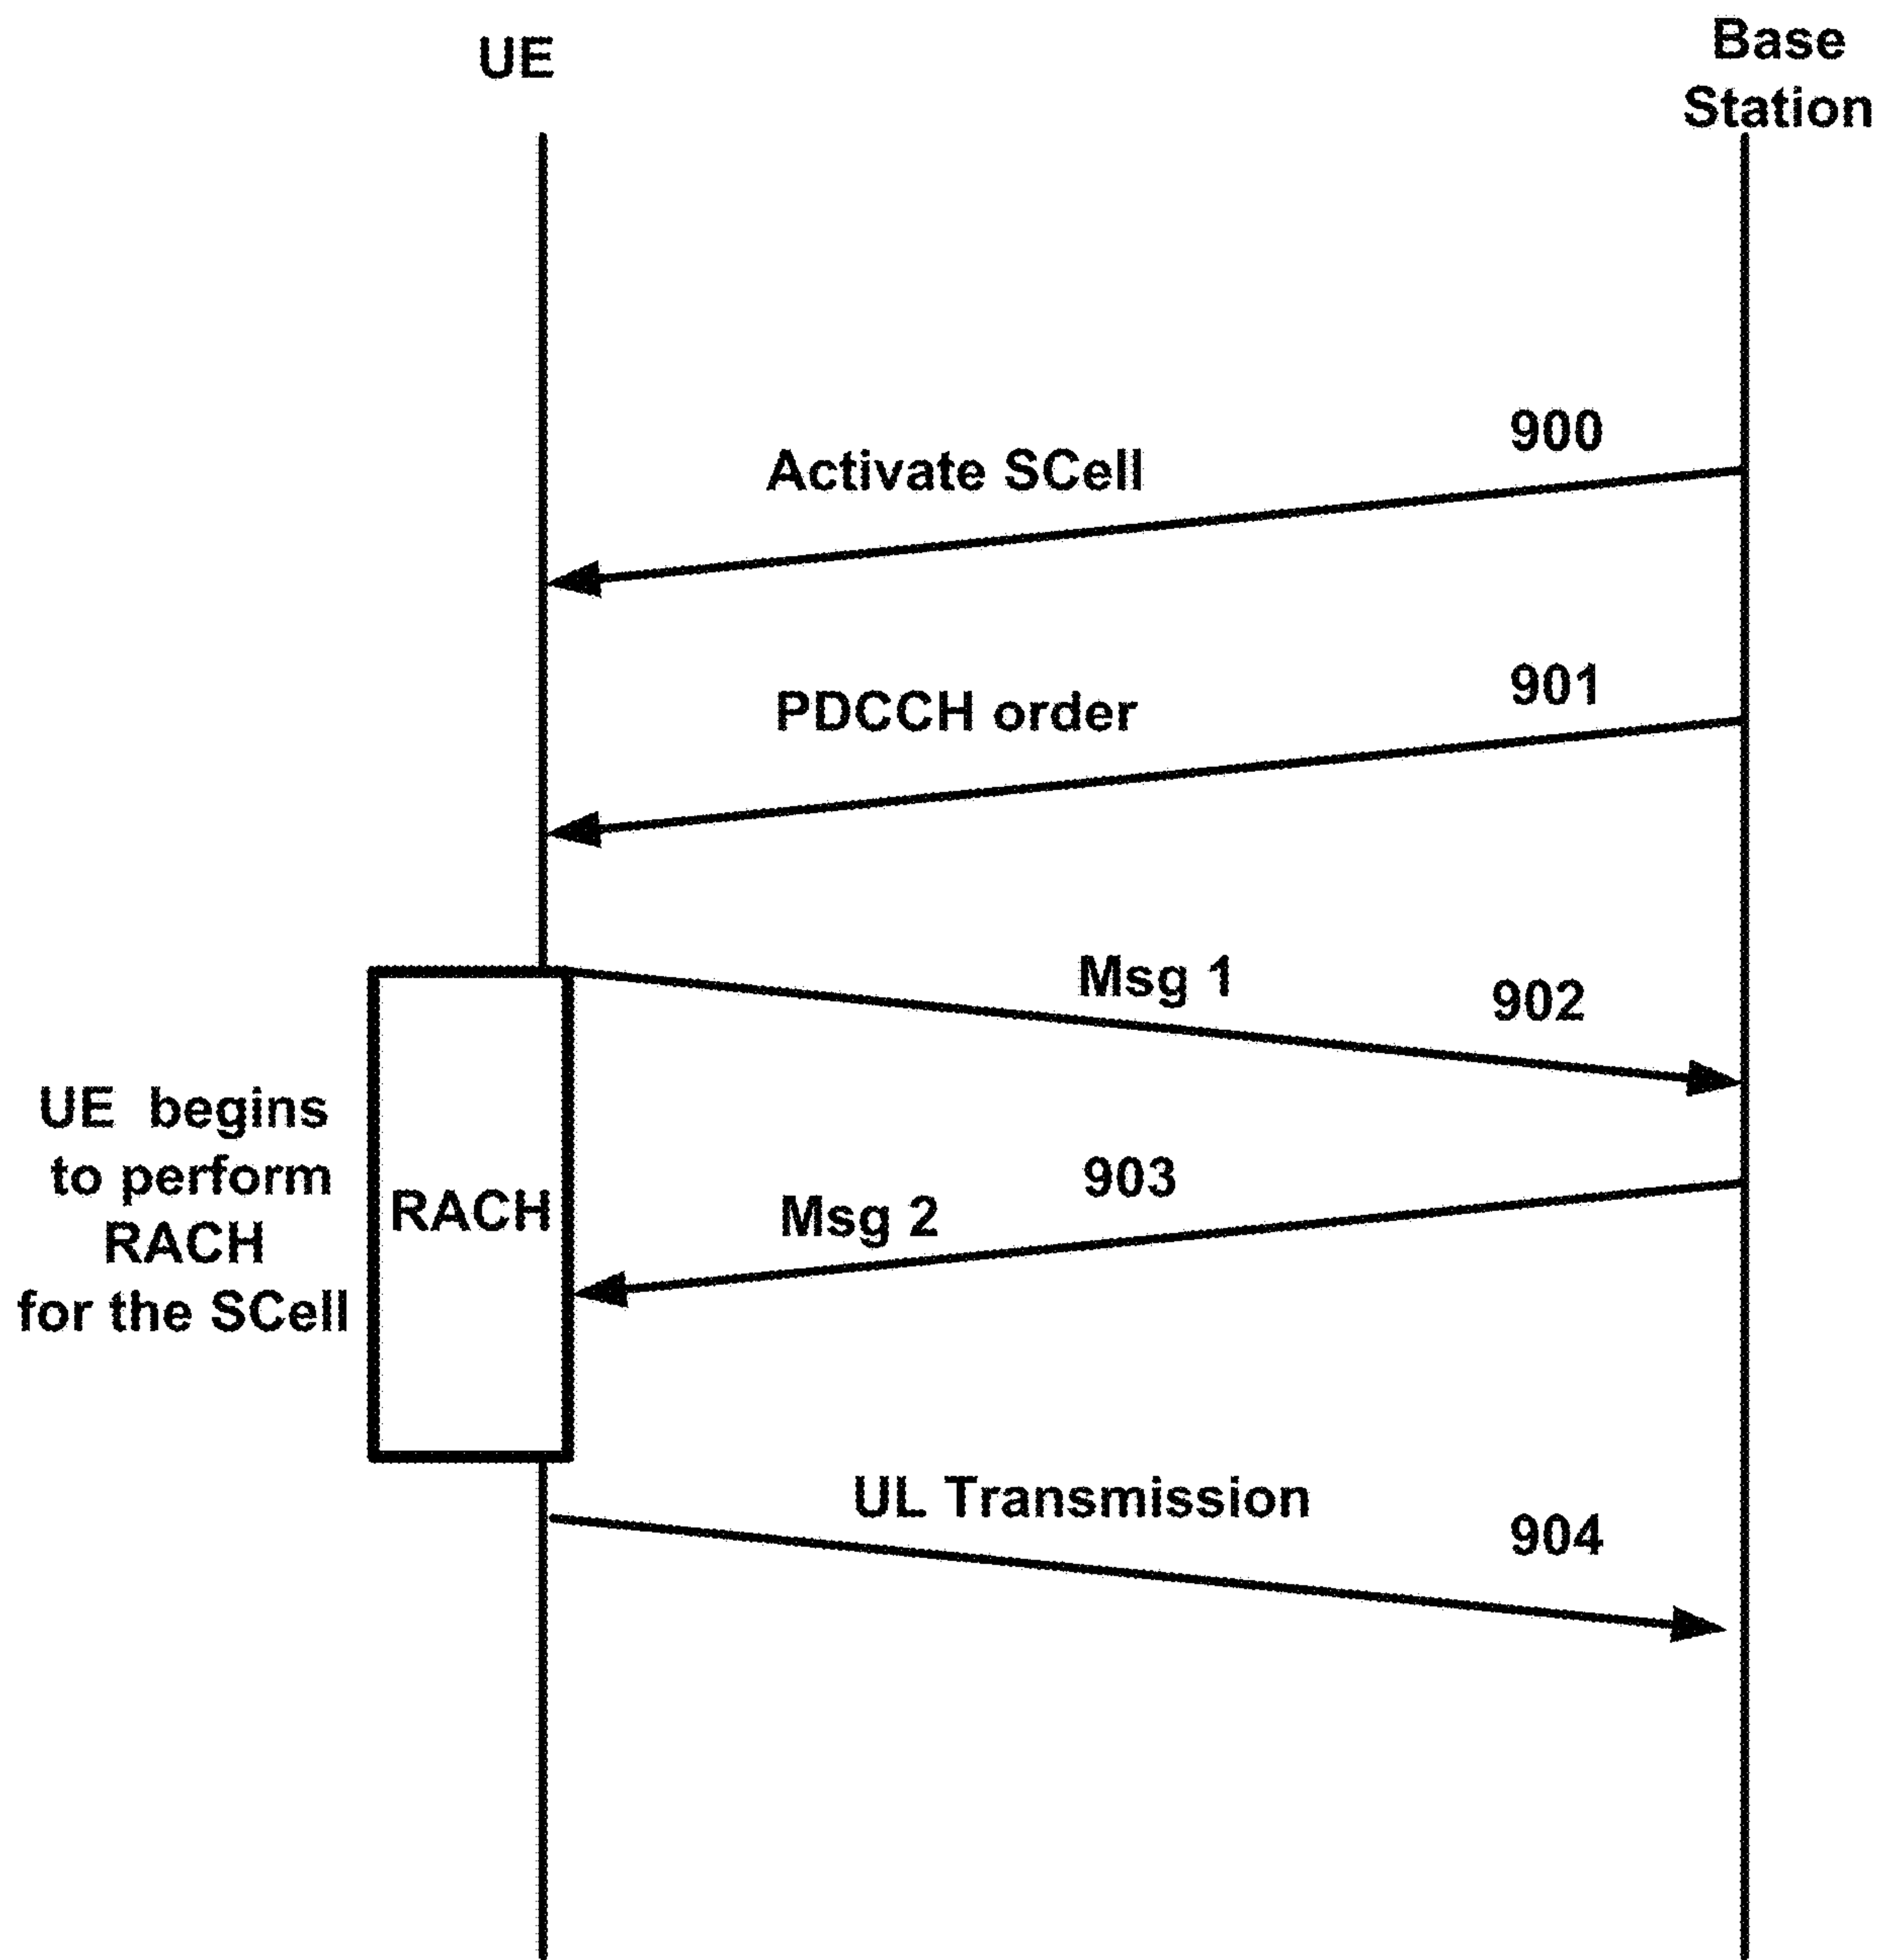 UE
Base
Station
900
Activate SCell
901
PDCCH order
Msg 1
902
903
Msg 2
UE begins
to perform
RACH
for the SCell
RACH
UL Transmission
904